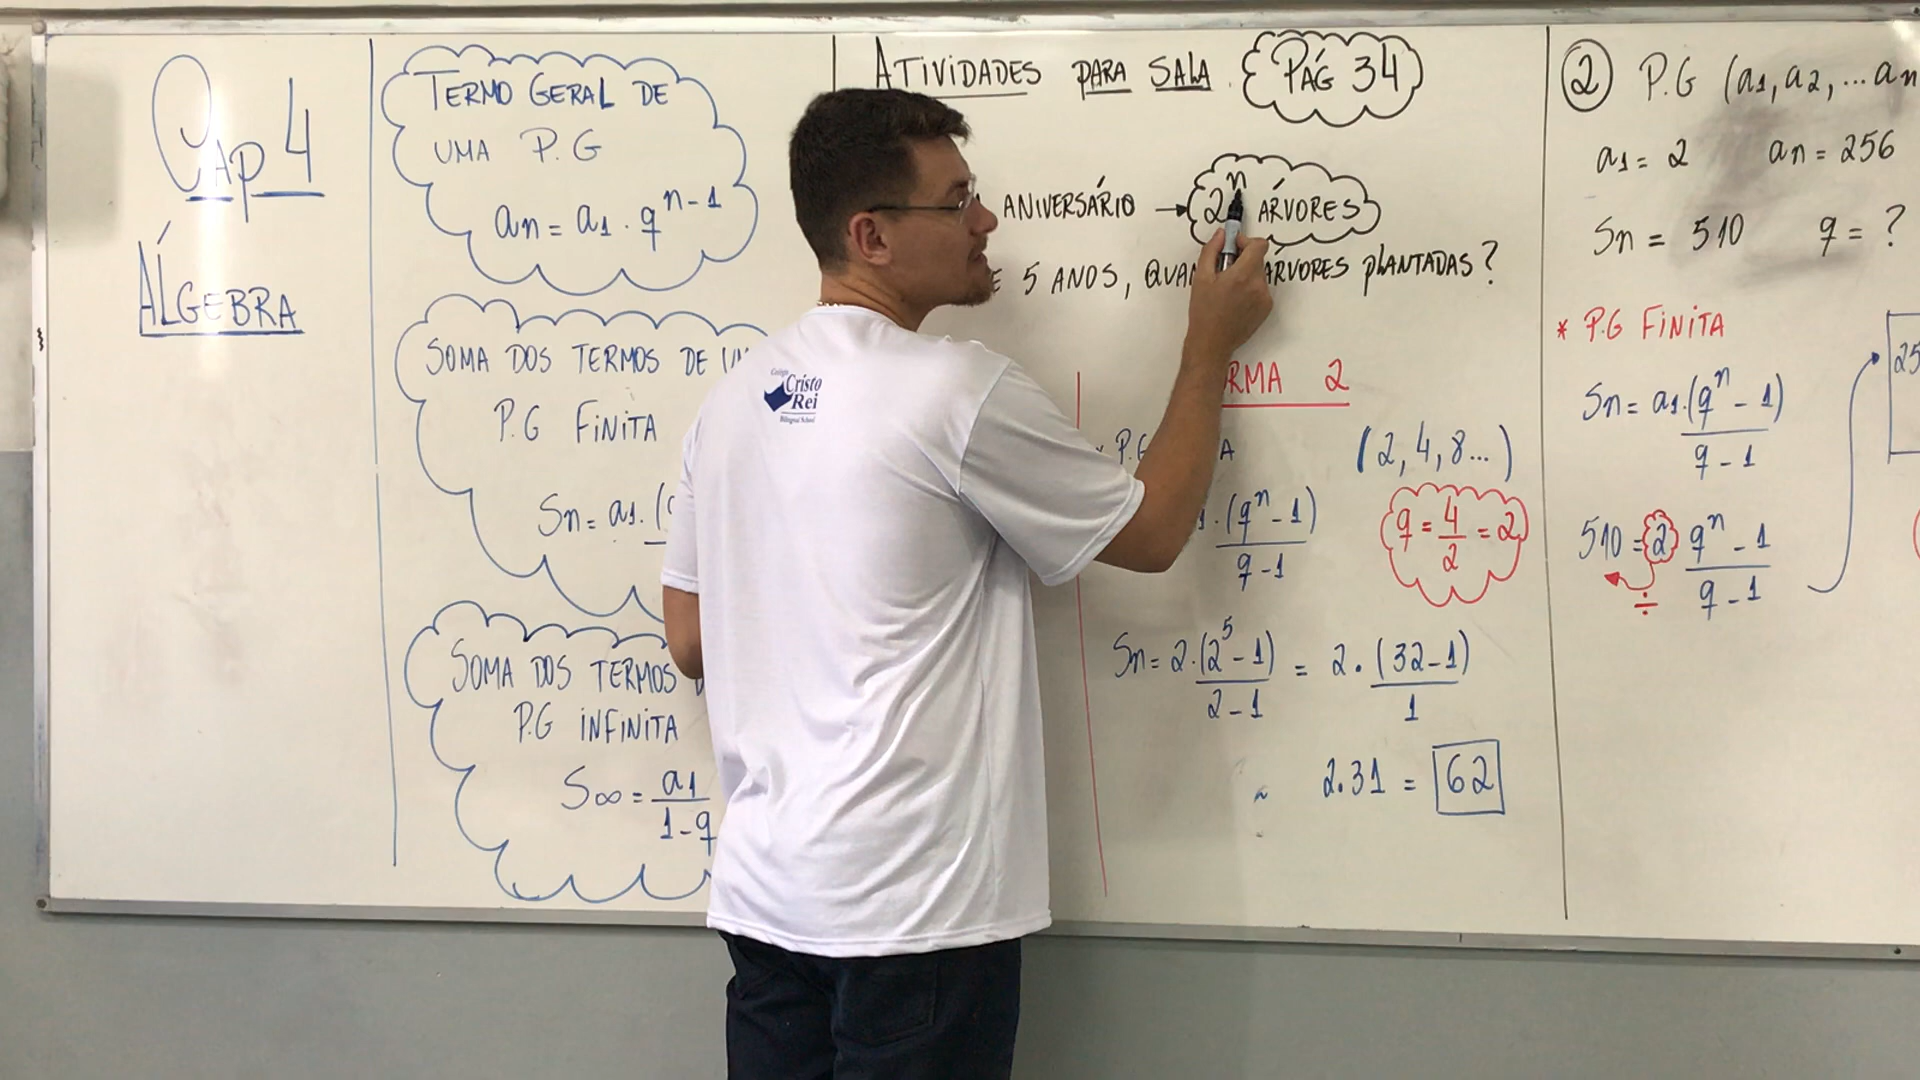 Cap 4
ÁLGEBRA
TERMO GERAL DE
UMA P.G
an = a1 . q^n-1
SOMA DOS TERMOS DE
P.G FINITA
Sn = a1 . (
SOMA DOS TERMOS
P.G INFINITA
S∞ = a1 / 1-q
ATIVIDADES PARA SALA. PÁG 34
ANIVERSÁRIO → 2^n ÁRVORES
5 ANOS, ÁRVORES PLANTADAS?
2
(2, 4, 8...)
. (q^n - 1) / q - 1
q = 4/2 = 2
Sn = 2.(2^5 - 1) / 2 - 1 = 2 . (32-1) / 1
2.31 = 62
Colégio
Cristo
Rei
Bilingual School
2 P.G (a1, a2, ... an
a1 = 2 an = 256
Sn = 510 q = ?
* P.G FINITA
Sn = a1.(q^n - 1) / q - 1
510 = 2 q^n - 1 / q - 1
÷
25